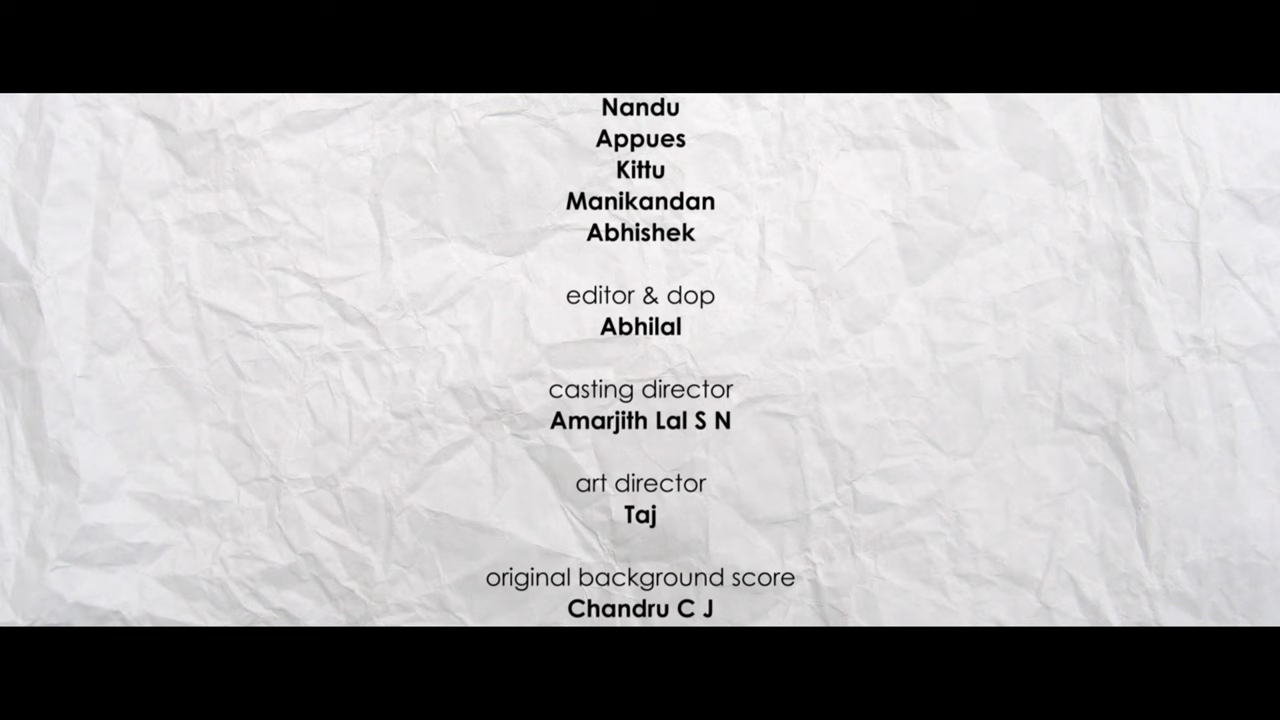 Nandu
Appues
Kittu
Manikandan
Abhishek
editor & dop
Abhilal
casting director
Amarjith Lal S N
art director
Taj
original background score
Chandru C J